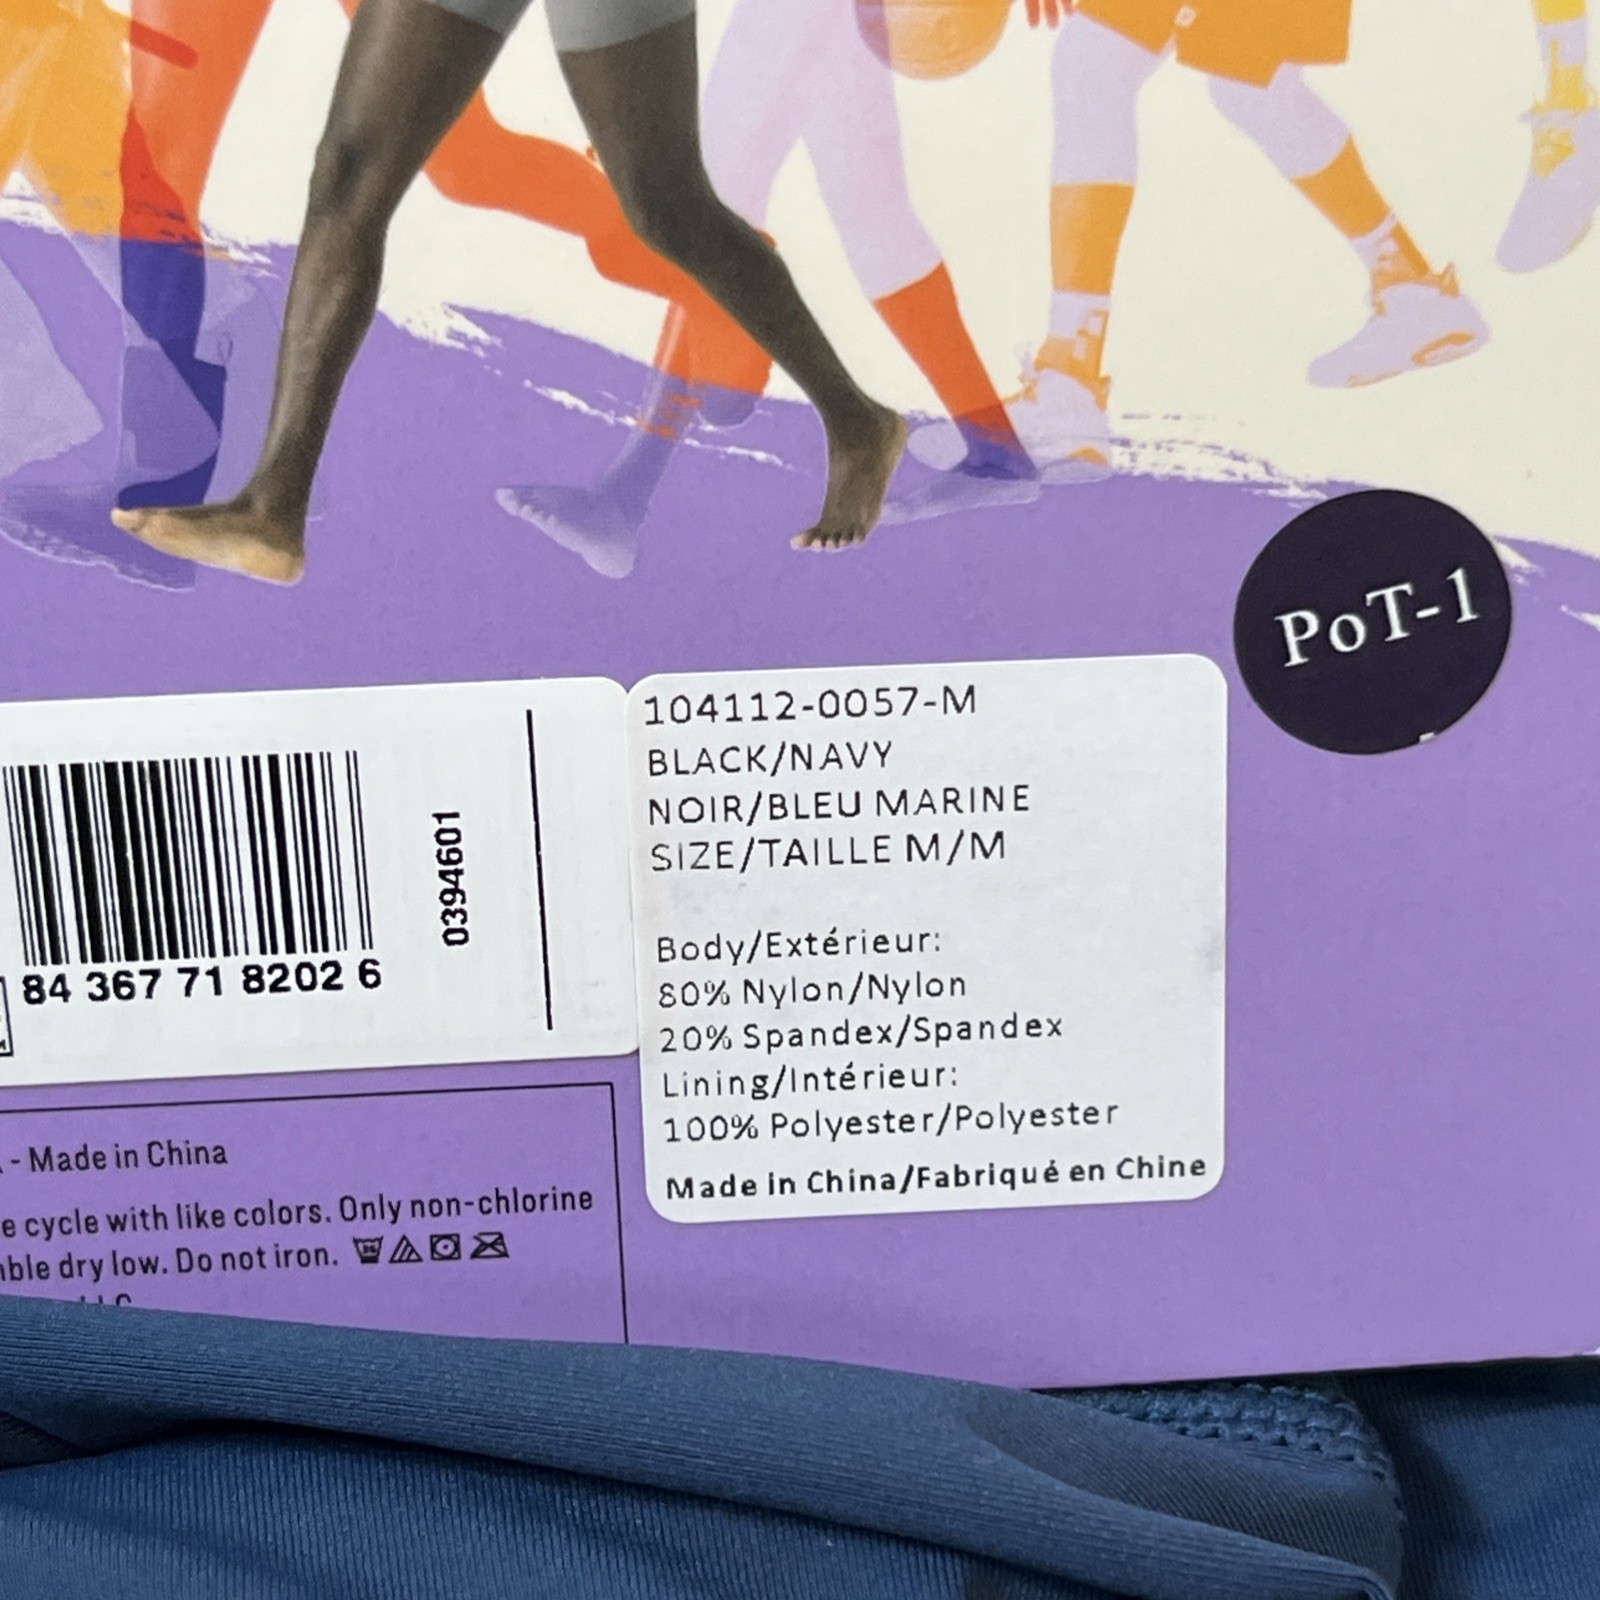 PoT-1
104112-0057-M
BLACK/NAVY
NOIR/BLEU MARINE
SIZE/TAILLE M/M
Body/Extérieur:
80% Nylon/Nylon
20% Spandex/Spandex
Lining/Intérieur:
100% Polyester/Polyester
Made in China/Fabriqué en Chine
84 367 71 8202 6
0394601
- Made in China
cycle with like colors. Only non-chlorine
dry low. Do not iron.